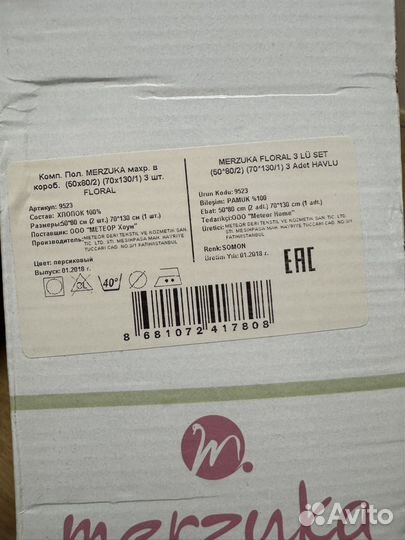 Комп. Пол. MERZUKA махр. в
короб. (50x80/2) (70x130/1) 3 шт.
FLORAL
Артикул: 9523
Состав: ХЛОПОК 100%
Размеры:50*80 см (2 шт.) 70*130 см (1 шт.)
Поставщик: ООО "МЕТЕОР Хоум"
Производитель: METEOR GERI TEKSTIL VE KOZMETIK SAN.
TIC. LTD. STI. MESIHPASA MAH. HAYRIYE
TUCCARI CAD. NO.3/1 FATIH/ISTANBUL
Цвет: персиковый
Выпуск: 01.2018 г.
40°
MERZUKA FLORAL 3 LÜ SET
(50*80/2) (70*130/1) 3 Adet HAVLU
Urun Kodu: 9523
Bileşim: PAMUK %100
Ebat: 50*80 cm (2 adt.) 70*130 cm (1 adt.)
Tedarikçi:ООО "Meteor Home"
Üretici: METEOR GERI TEKSTIL VE KOZMETIK SAN. TIC. LTD.
STI. MESIHPASA MAH. HAYRIYE
TUCCARI CAD. NO.3/1
FATIH/ISTANBUL
Renk: SOMON
Üretim Yılı: 01.2018 г.
EAC
8 681072 417808
m.
merzuka
Avito